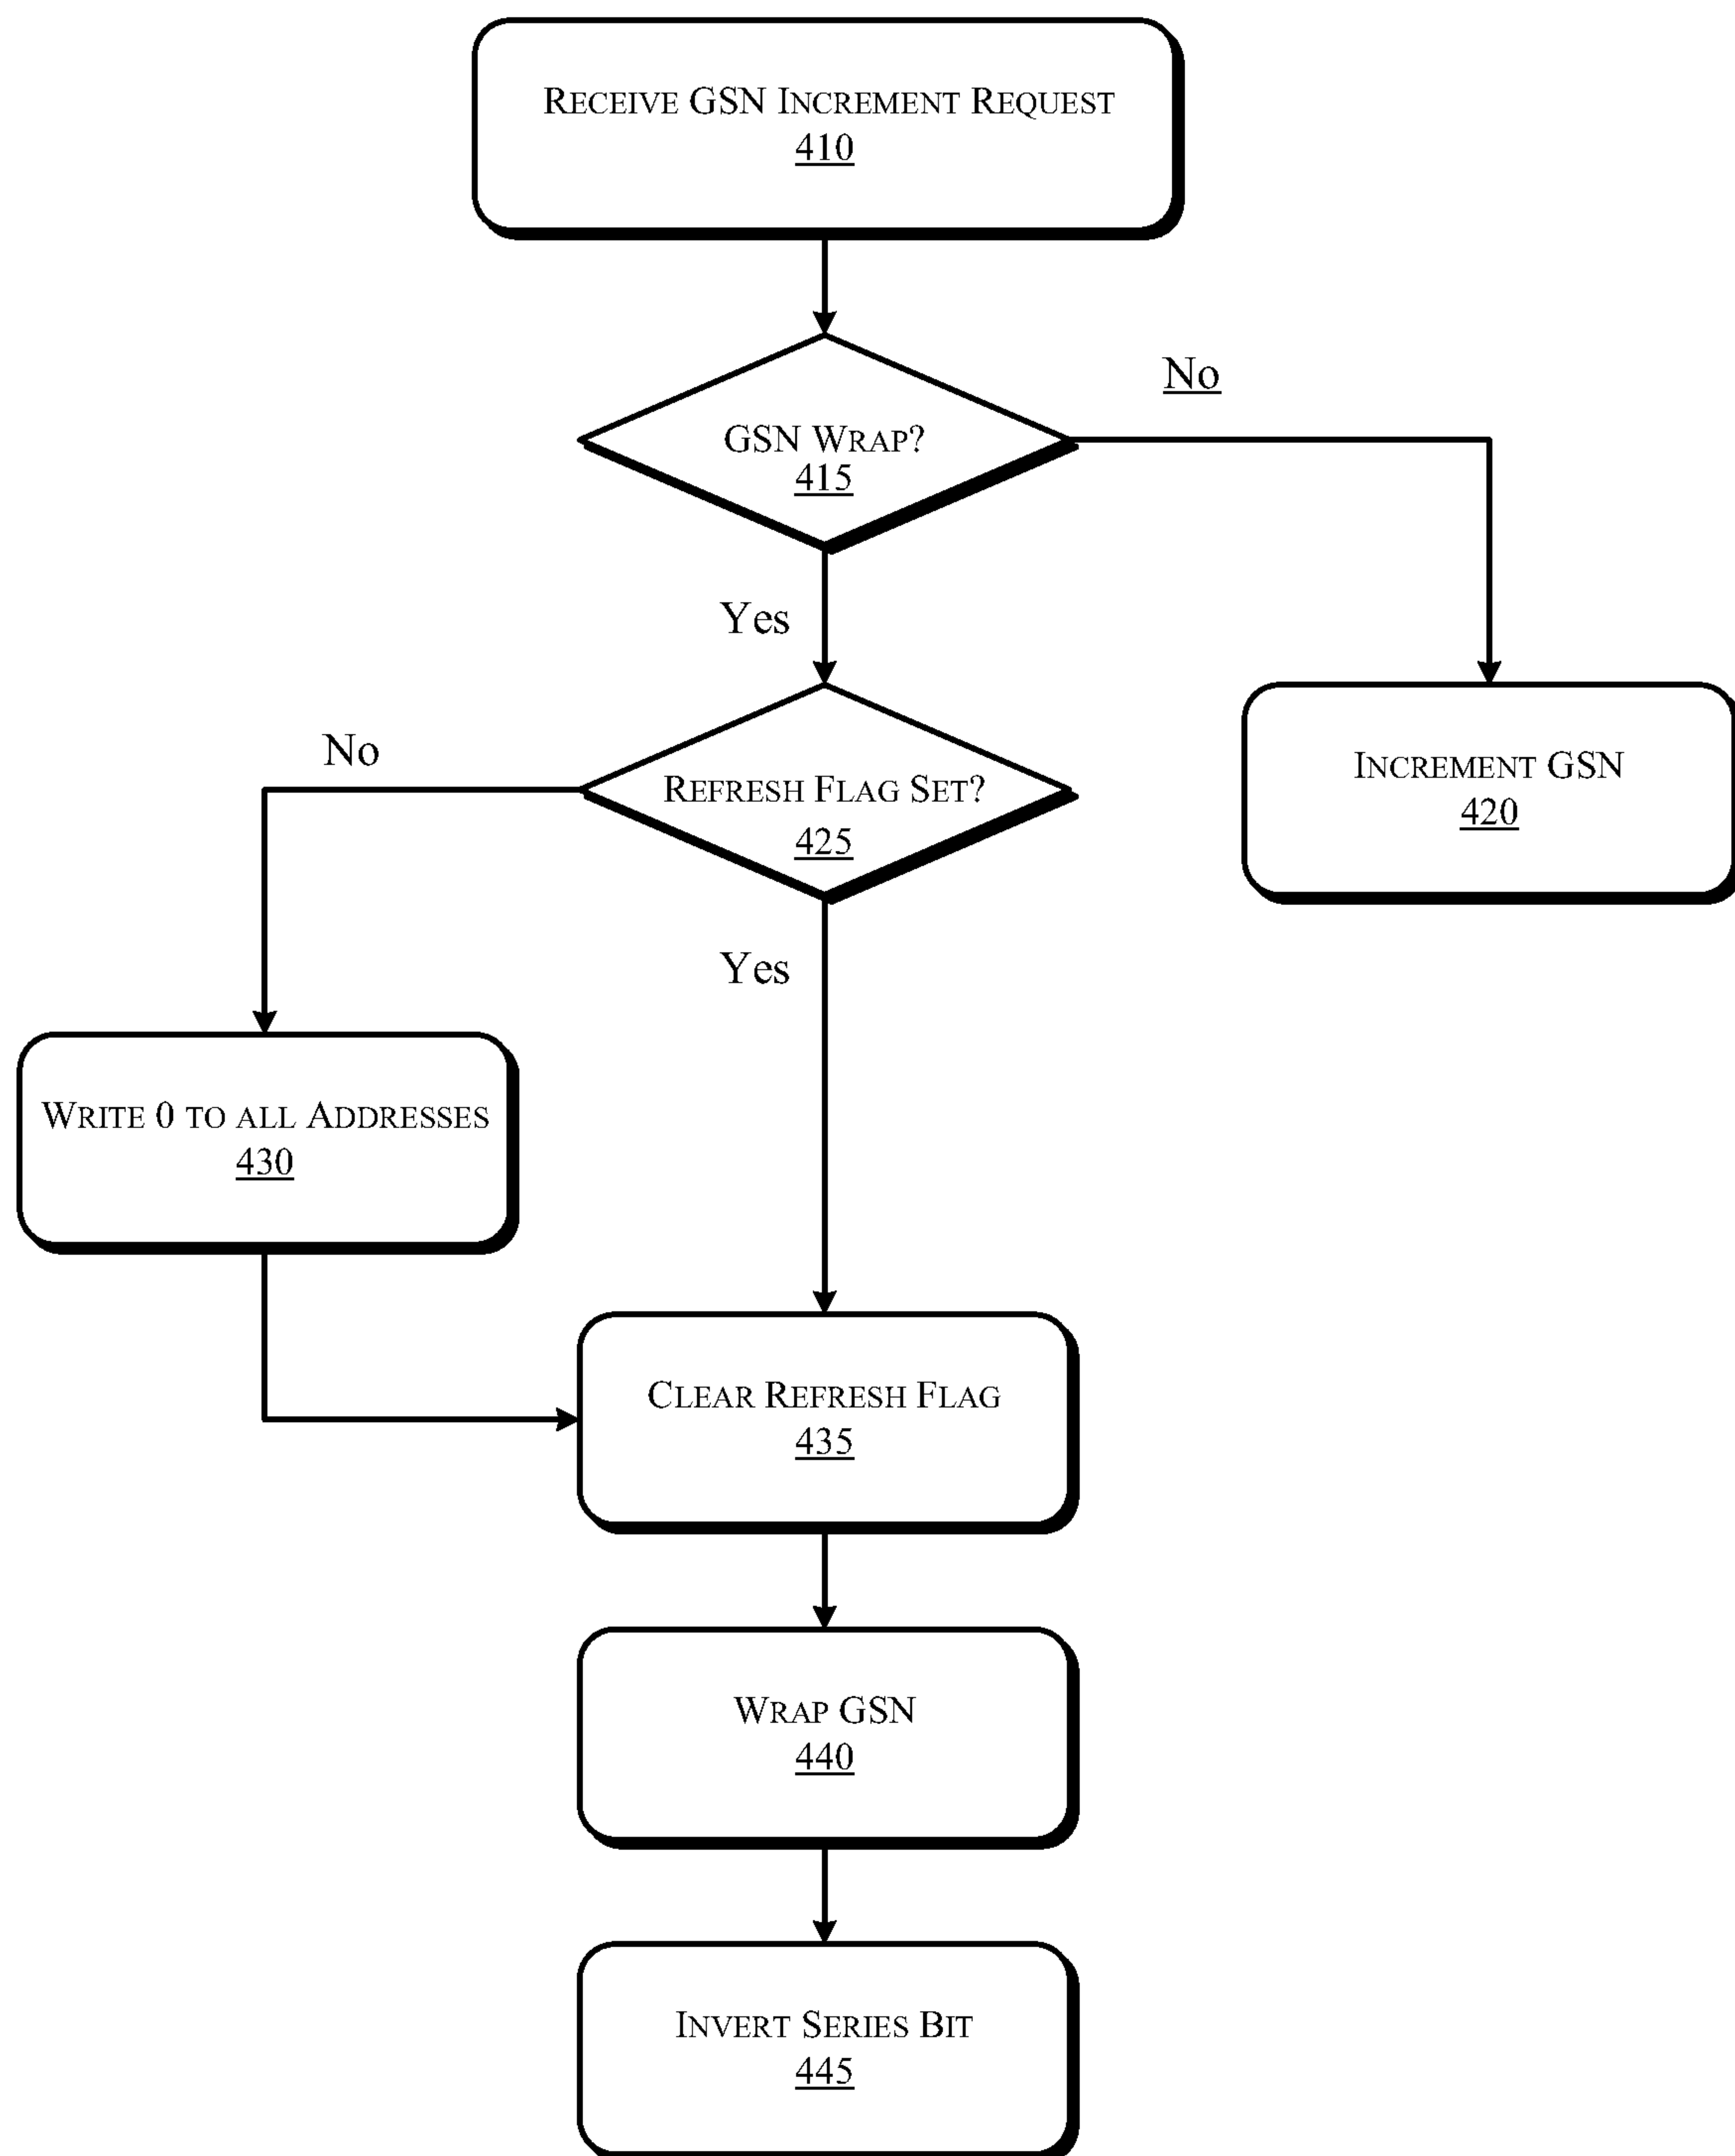 RECEIVE GSN INCREMENT REQUEST
410
No
GSN WRAP?
415
Yes
No
REFRESH FLAG SET?
425
INCREMENT GSN
420
Yes
WRITE 0 TO ALL ADDRESSES
430
CLEAR REFRESH FLAG
435
WRAP GSN
440
INVERT SERIES BIT
445